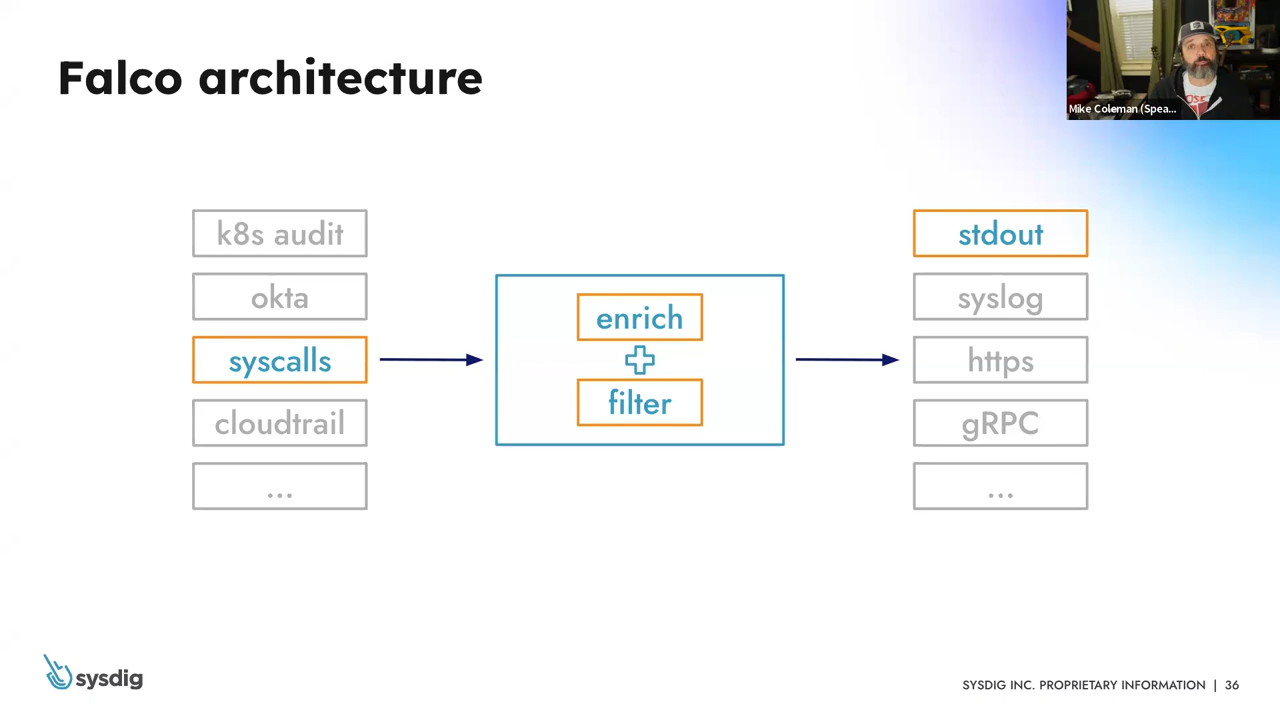 Falco architecture
Mike Coleman (Spea...
k8s audit
okta
syscalls
cloudtrail
...
enrich
filter
stdout
syslog
https
gRPC
...
sysdig
SYSDIG INC. PROPRIETARY INFORMATION | 36